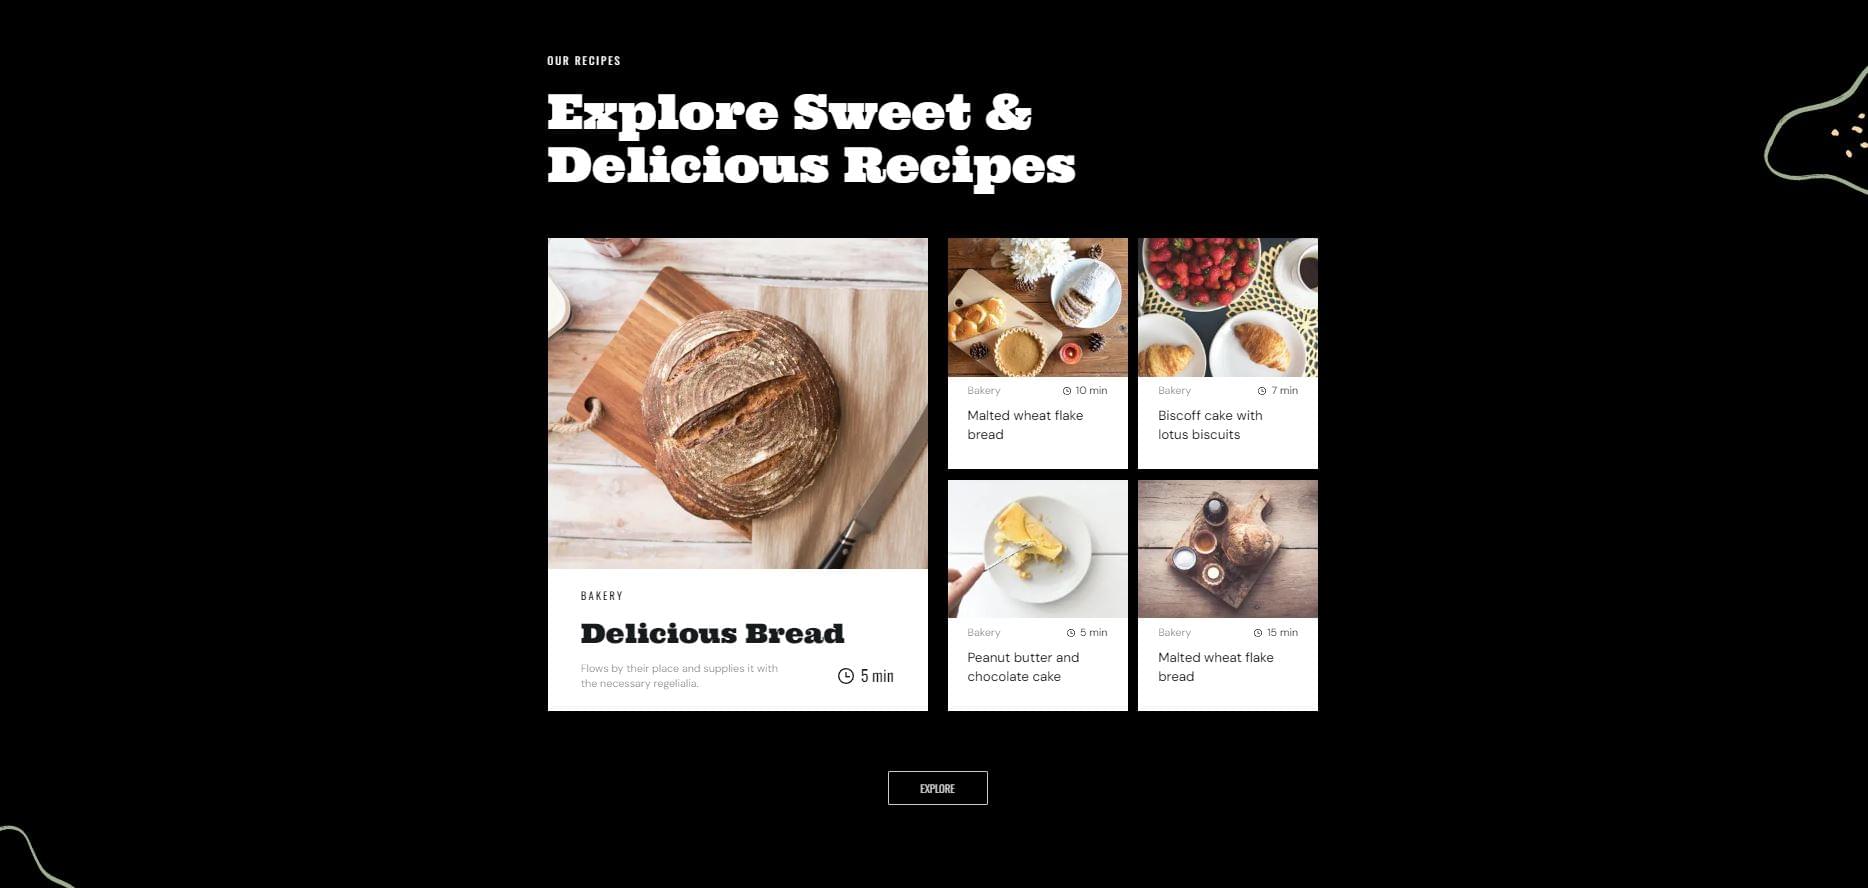 OUR RECIPES
Explore Sweet &
Delicious Recipes
BAKERY
Delicious Bread
Flows by their place and supplies it with
the necessary regelialia.
5 min
Bakery 10 min
Malted wheat flake
bread
Bakery 7 min
Biscoff cake with
lotus biscuits
Bakery 5 min
Peanut butter and
chocolate cake
Bakery 15 min
Malted wheat flake
bread
EXPLORE